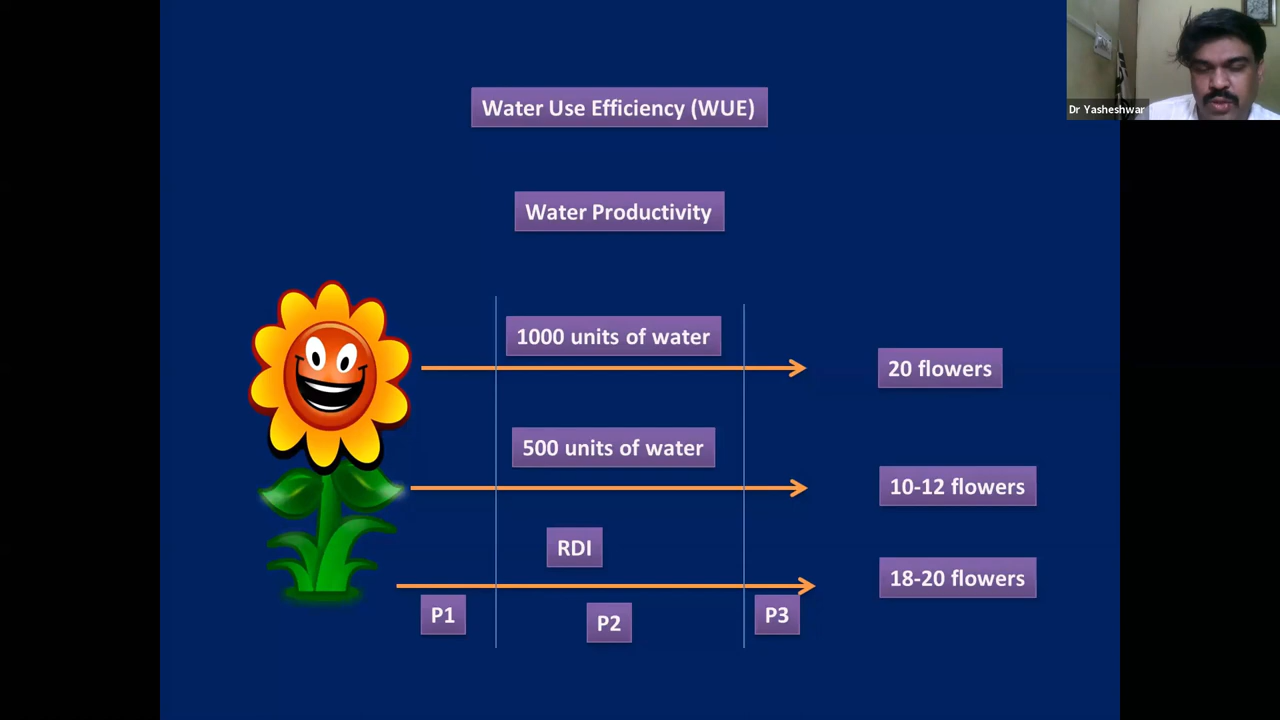 Dr Yasheshwar
Water Use Efficiency (WUE)
Water Productivity
1000 units of water
20 flowers
500 units of water
10-12 flowers
RDI
18-20 flowers
P1
P2
P3